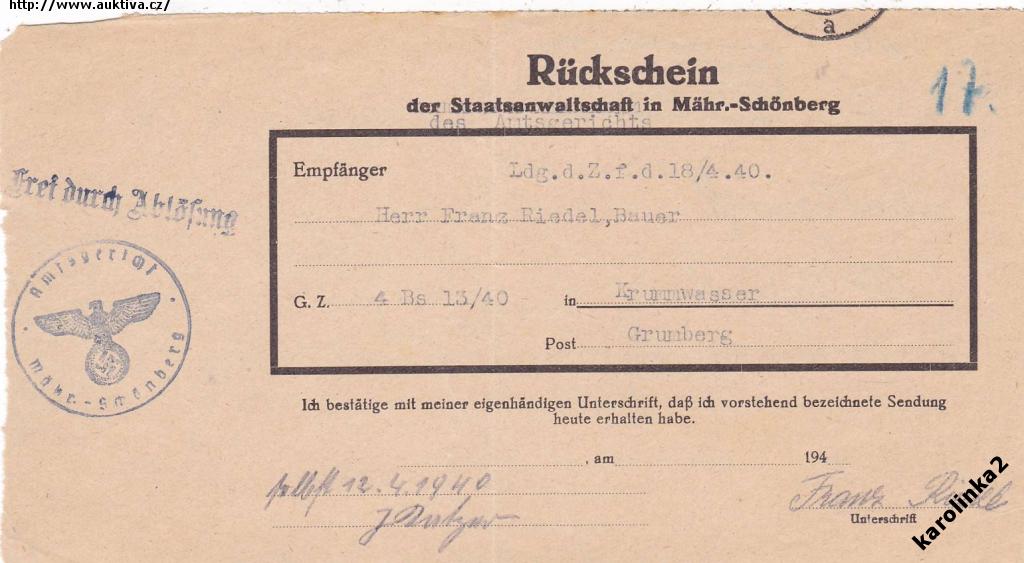 http://www.auktiva.cz/
a
Rückschein
17.
der Staatsanwaltschaft in Mähr.-Schönberg
des Amtsgerichts
Empfänger Ldg.d.Z.f.d.18/4.40.
Frei durch Ablösung
Herr Franz Riedel,Bauer
Amtsgericht
Mähr.-Schönberg
G. Z. 4 Bs 13/40 in Krummwasser
Post Grumberg
Ich bestätige mit meiner eigenhändigen Unterschrift, daß ich vorstehend bezeichnete Sendung
heute erhalten habe.
, am 194
selbst 12.4.1940
Franz Riedel
Unterschrift
karolinka2